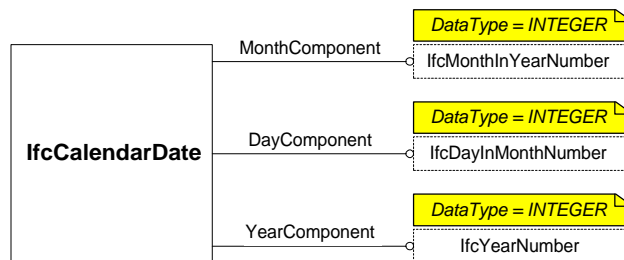 DataType = INTEGER
MonthComponent
IfcMonthInYearNumber
DataType = INTEGER
IfcCalendarDate
DayComponent
IfcDayInMonthNumber
DataType = INTEGER
YearComponent
IfcYearNumber